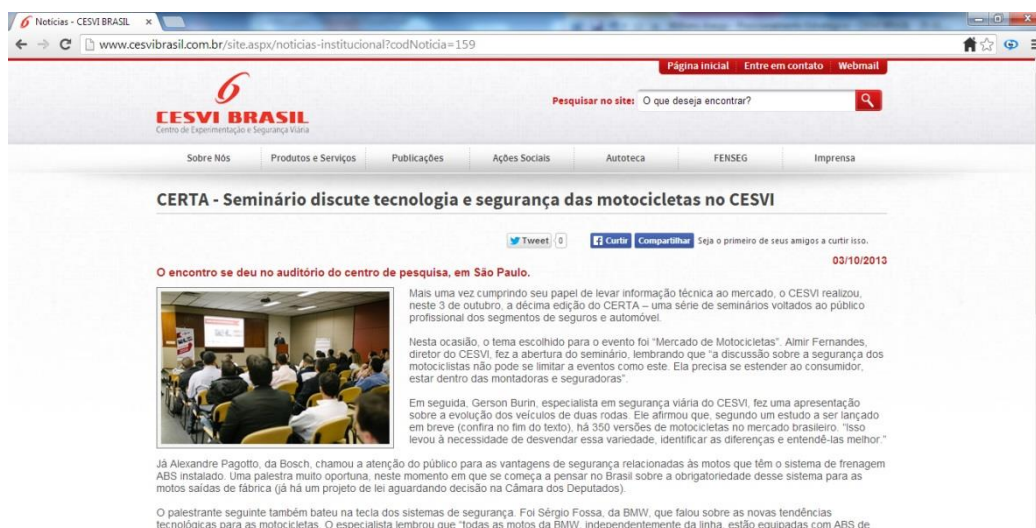 Notícias - CESVI BRASIL
www.cesvibrasil.com.br/site.aspx/noticias-institucional?codNoticia=159
Página inicial Entre em contato Webmail
6
CESVI BRASIL
Centro de Experimentação e Segurança Viária
Pesquisar no site: O que deseja encontrar?
Sobre Nós Produtos e Serviços Publicações Ações Sociais Autoteca FENSEG Imprensa
CERTA - Seminário discute tecnologia e segurança das motocicletas no CESVI
Tweet 0 Curtir Compartilhar Seja o primeiro de seus amigos a curtir isso.
03/10/2013
O encontro se deu no auditório do centro de pesquisa, em São Paulo.
Mais uma vez cumprindo seu papel de levar informação técnica ao mercado, o CESVI realizou,
neste 3 de outubro, a décima edição do CERTA – uma série de seminários voltados ao público
profissional dos segmentos de seguros e automóvel.
Nesta ocasião, o tema escolhido para o evento foi “Mercado de Motocicletas”. Almir Fernandes,
diretor do CESVI, fez a abertura do seminário, lembrando que “a discussão sobre a segurança dos
motociclistas não pode se limitar a eventos como este. Ela precisa se estender ao consumidor,
estar dentro das montadoras e seguradoras”.
Em seguida, Gerson Burin, especialista em segurança viária do CESVI, fez uma apresentação
sobre a evolução dos veículos de duas rodas. Ele afirmou que, segundo um estudo a ser lançado
em breve (confira no fim do texto), há 350 versões de motocicletas no mercado brasileiro. “Isso
levou à necessidade de desvendar essa variedade, identificar as diferenças e entendê-las melhor.”
Já Alexandre Pagotto, da Bosch, chamou a atenção do público para as vantagens de segurança relacionadas às motos que têm o sistema de frenagem
ABS instalado. Uma palestra muito oportuna, neste momento em que se começa a pensar no Brasil sobre a obrigatoriedade desse sistema para as
motos saídas de fábrica (já há um projeto de lei aguardando decisão na Câmara dos Deputados).
O palestrante seguinte também bateu na tecla dos sistemas de segurança. Foi Sérgio Fossa, da BMW, que falou sobre as novas tendências
tecnológicas para as motocicletas. O especialista lembrou que “todas as motos da BMW, independentemente da linha, estão equipadas com ABS de